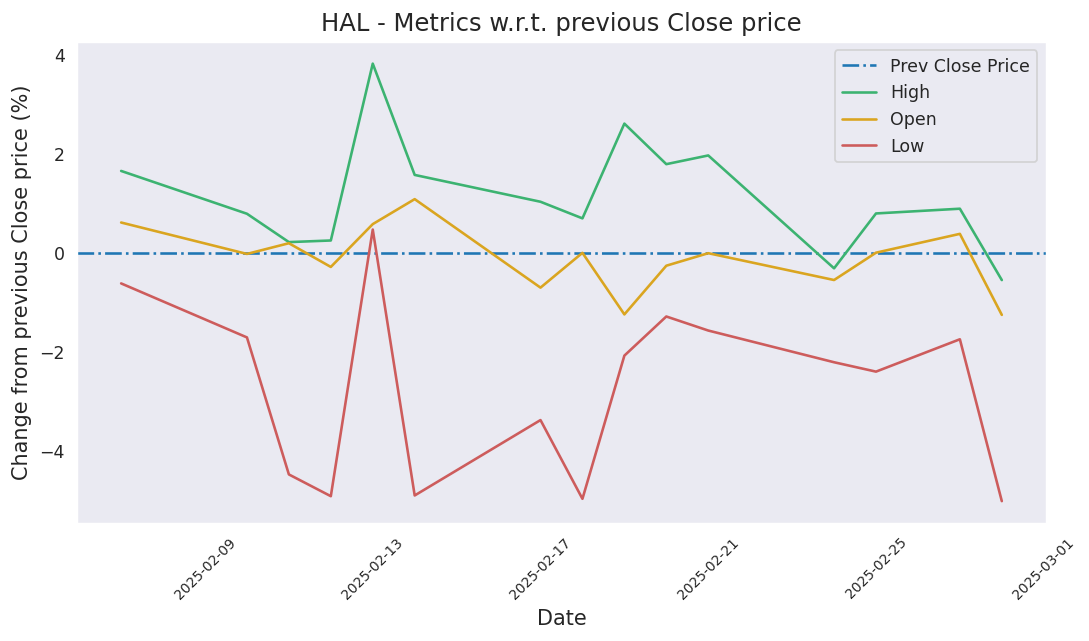 HAL - Metrics w.r.t. previous Close price
Change from previous Close price (%)
4
2
0
−2
−4
Prev Close Price
High
Open
Low
2025-02-09
2025-02-13
2025-02-17
2025-02-21
2025-02-25
2025-03-01
Date